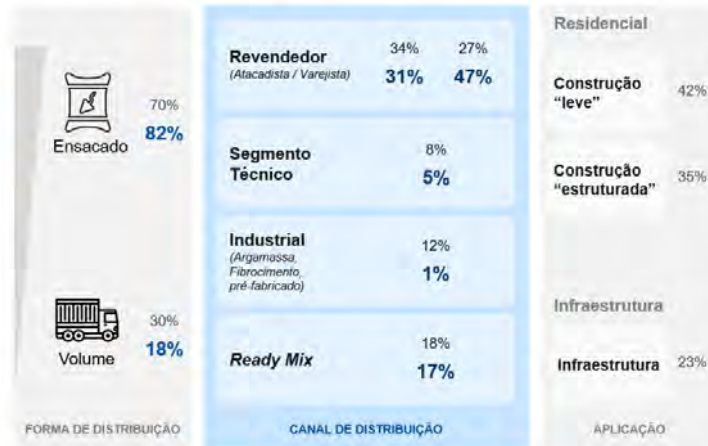 70%
82%
Ensacado
30%
18%
Volume
FORMA DE DISTRIBUIÇÃO
Revendedor
(Atacadista / Varejista)
34% 27%
31% 47%
Segmento
Técnico
8%
5%
Industrial
(Argamassa,
Fibrocimento,
pré-fabricado)
12%
1%
Ready Mix
18%
17%
CANAL DE DISTRIBUIÇÃO
Residencial
Construção
“leve”
42%
Construção
“estruturada”
35%
Infraestrutura
Infraestrutura 23%
APLICAÇÃO